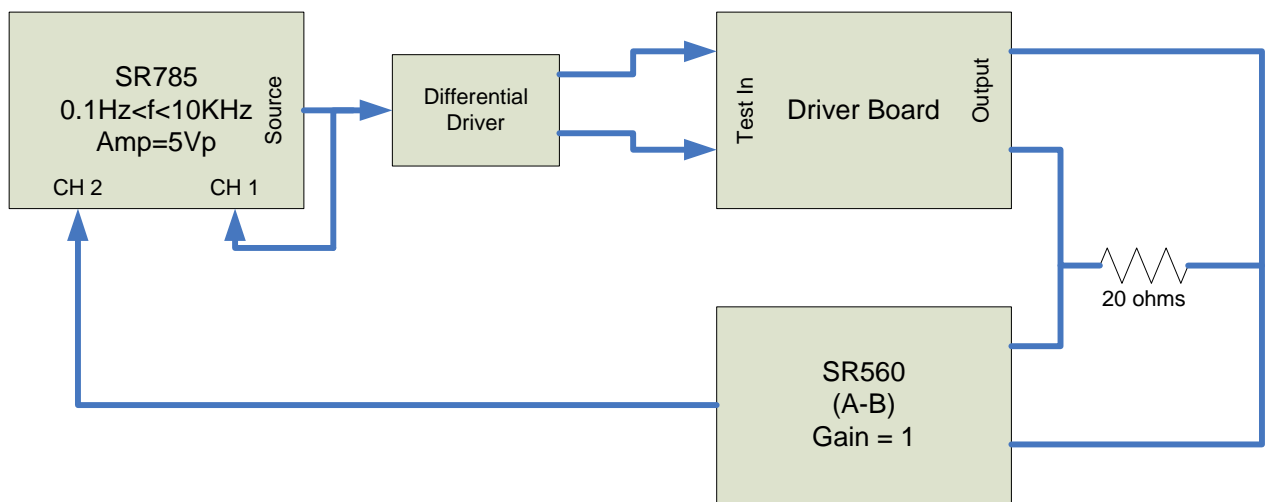 SR785
0.1Hz<f<10KHz
Amp=5Vp
Source
CH 2
CH 1
Differential
Driver
Test In
Driver Board
Output
20 ohms
SR560
(A-B)
Gain = 1